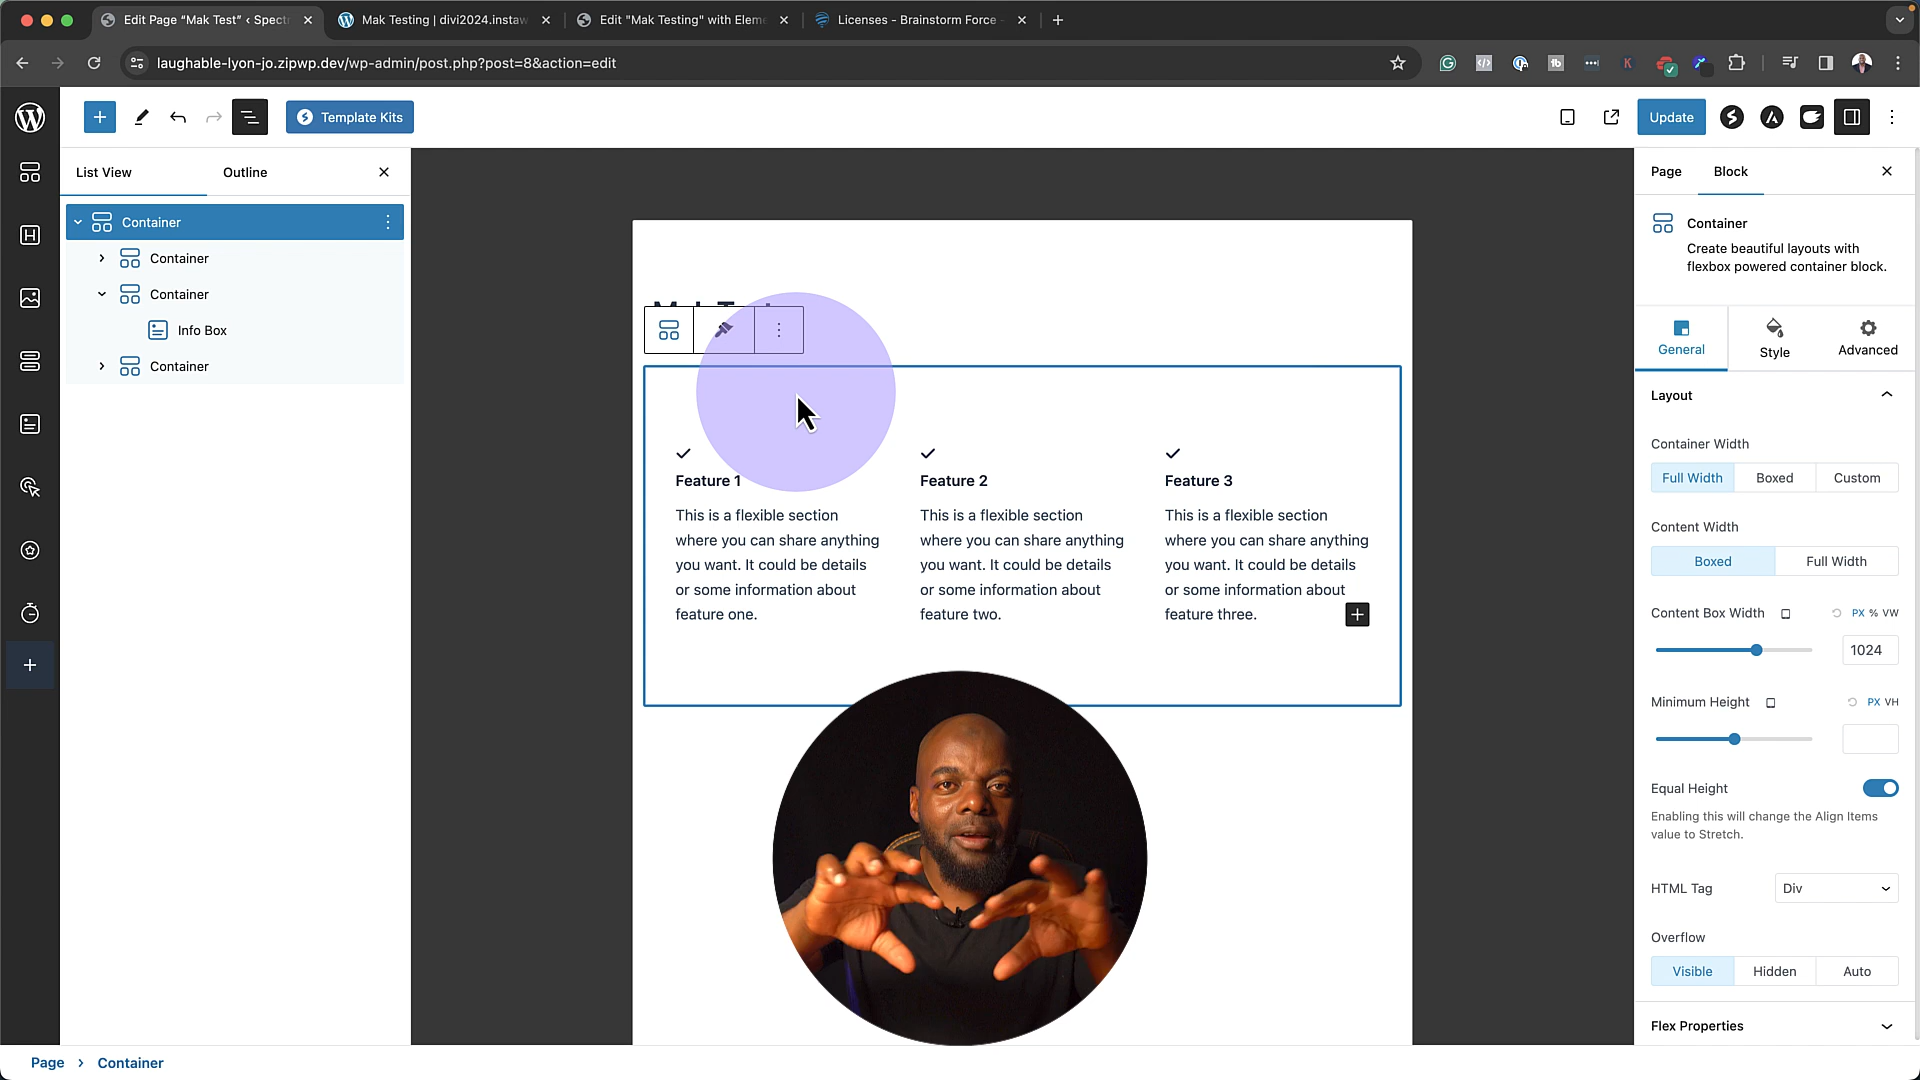 Edit Page “Mak Test” ‹ Spectr
Mak Testing | divi2024.instaw
Edit "Mak Testing" with Eleme
Licenses - Brainstorm Force -
laughable-lyon-jo.zipwp.dev/wp-admin/post.php?post=8&action=edit
Template Kits
Update
List View
Outline
Page
Block
Container
Container
Container
Info Box
Container
Container
Create beautiful layouts with
flexbox powered container block.
General
Style
Advanced
Feature 1
This is a flexible section
where you can share anything
you want. It could be details
or some information about
feature one.
Feature 2
This is a flexible section
where you can share anything
you want. It could be details
or some information about
feature two.
Feature 3
This is a flexible section
where you can share anything
you want. It could be details
or some information about
feature three.
Layout
Container Width
Full Width
Boxed
Custom
Content Width
Boxed
Full Width
Content Box Width
PX % VW
1024
Minimum Height
PX VH
Equal Height
Enabling this will change the Align Items
value to Stretch.
HTML Tag
Div
Overflow
Visible
Hidden
Auto
Flex Properties
Page › Container